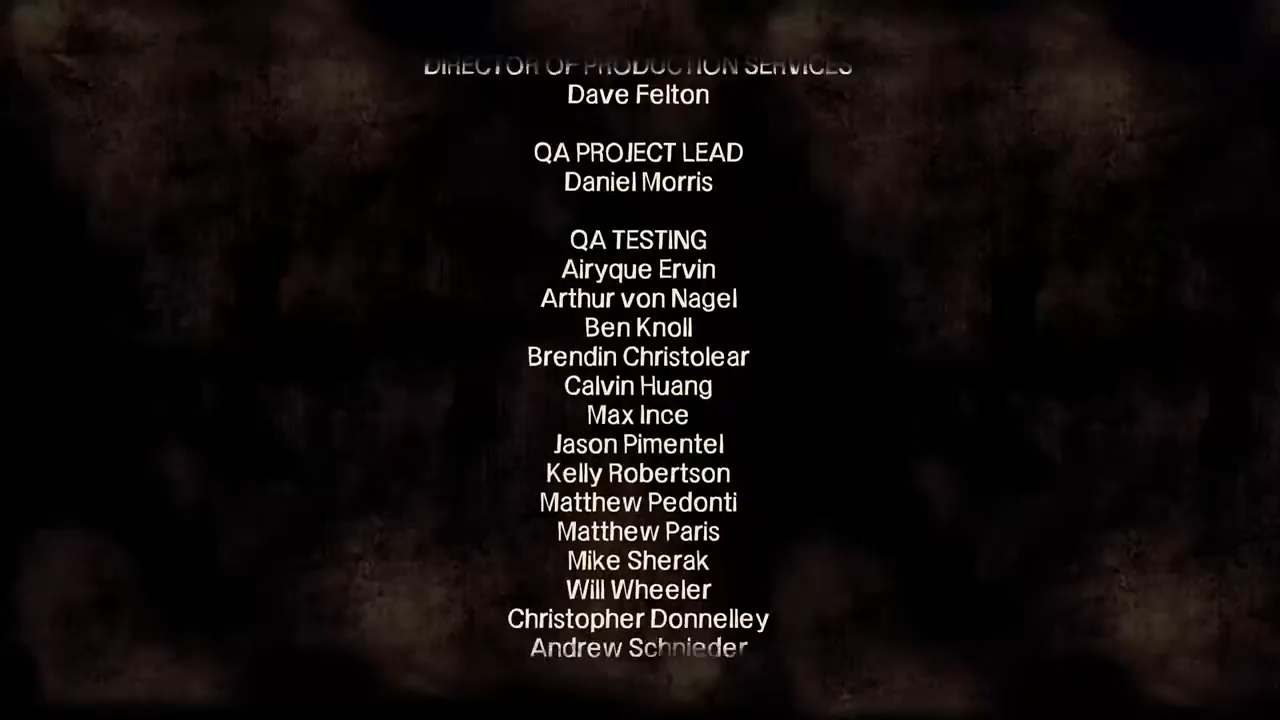 DIRECTOR OF PRODUCTION SERVICES
Dave Felton
QA PROJECT LEAD
Daniel Morris
QA TESTING
Airyque Ervin
Arthur von Nagel
Ben Knoll
Brendin Christolear
Calvin Huang
Max Ince
Jason Pimentel
Kelly Robertson
Matthew Pedonti
Matthew Paris
Mike Sherak
Will Wheeler
Christopher Donnelley
Andrew Schnieder